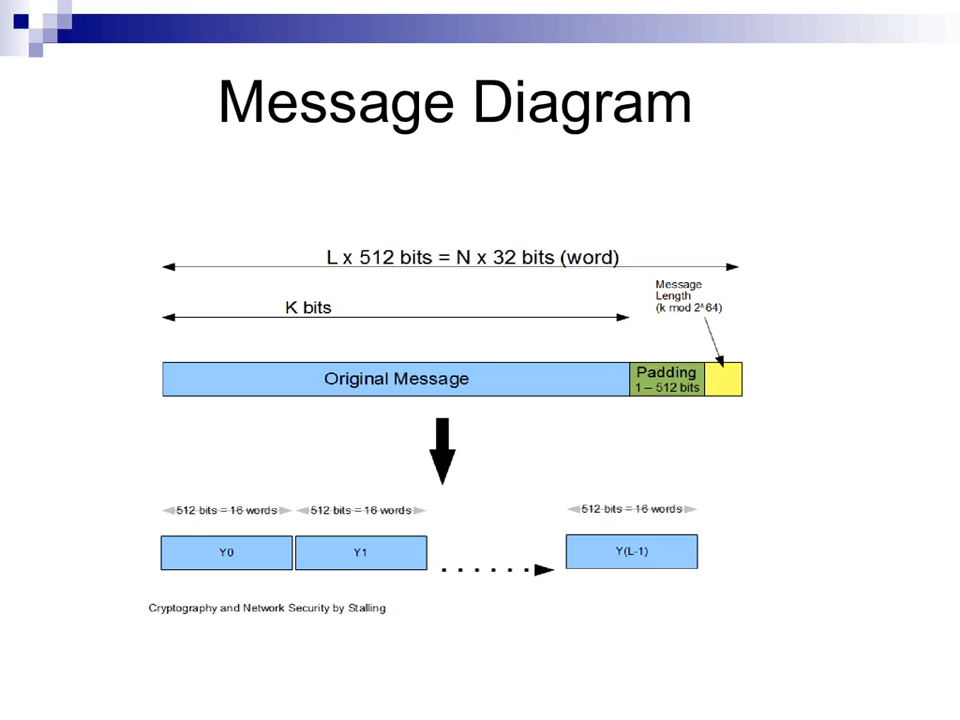 Message Diagram
L x 512 bits = N x 32 bits (word)
Message
Length
(k mod 2^64)
K bits
Original Message
Padding
1 – 512 bits
512 bits = 16 words
512 bits = 16 words
512 bits = 16 words
Y0
Y1
Y(L-1)
Cryptography and Network Security by Stalling